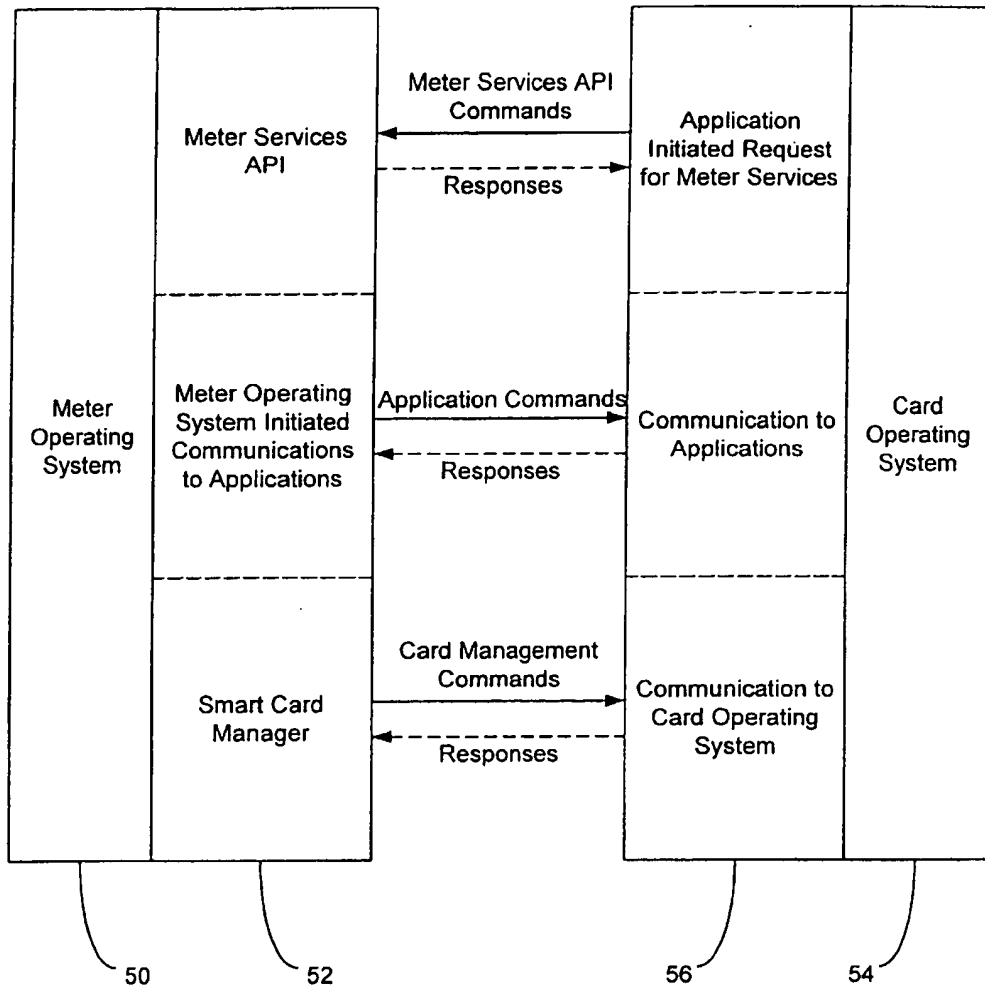 Meter Services API
Commands
Meter Services
API
Application
Initiated Request
for Meter Services
Responses
Meter
Operating
System
Meter Operating
System Initiated
Communications
to Applications
Application Commands
Responses
Communication to
Applications
Card
Operating
System
Smart Card
Manager
Card Management
Commands
Responses
Communication to
Card Operating
System
50
52
56
54